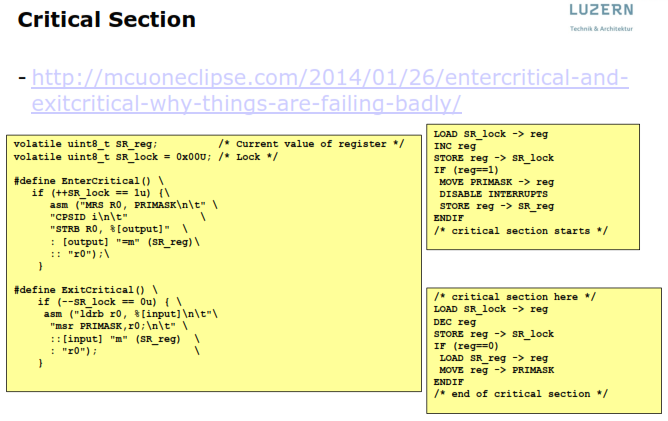 Critical Section
LUZERN
Technik & Architektur
- http://mcuoneclipse.com/2014/01/26/entercritical-and-
exitcritical-why-things-are-failing-badly/
volatile uint8_t SR_reg; /* Current value of register */
volatile uint8_t SR_lock = 0x00U; /* Lock */
#define EnterCritical() \
if (++SR_lock == 1u) {\
asm ("MRS R0, PRIMASK\n\t" \
"CPSID i\n\t" \
"STRB R0, %[output]" \
: [output] "=m" (SR_reg)\
:: "r0");\
}
#define ExitCritical() \
if (--SR_lock == 0u) { \
asm ("ldrb r0, %[input]\n\t"\
"msr PRIMASK,r0;\n\t" \
::[input] "m" (SR_reg) \
: "r0"); \
}
LOAD SR_lock -> reg
INC reg
STORE reg -> SR_lock
IF (reg==1)
MOVE PRIMASK -> reg
DISABLE INTERRUPTS
STORE reg -> SR_reg
ENDIF
/* critical section starts */
/* critical section here */
LOAD SR_lock -> reg
DEC reg
STORE reg -> SR_lock
IF (reg==0)
LOAD SR_reg -> reg
MOVE reg -> PRIMASK
ENDIF
/* end of critical section */